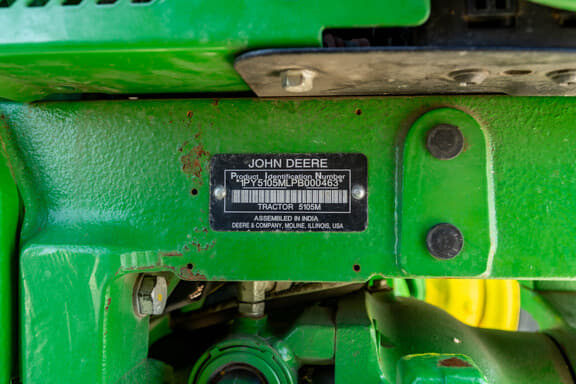 JOHN DEERE
Product Identification Number
*1PY5105MLPB000463*
TRACTOR 5105M
ASSEMBLED IN INDIA
DEERE & COMPANY, MOLINE, ILLINOIS, USA